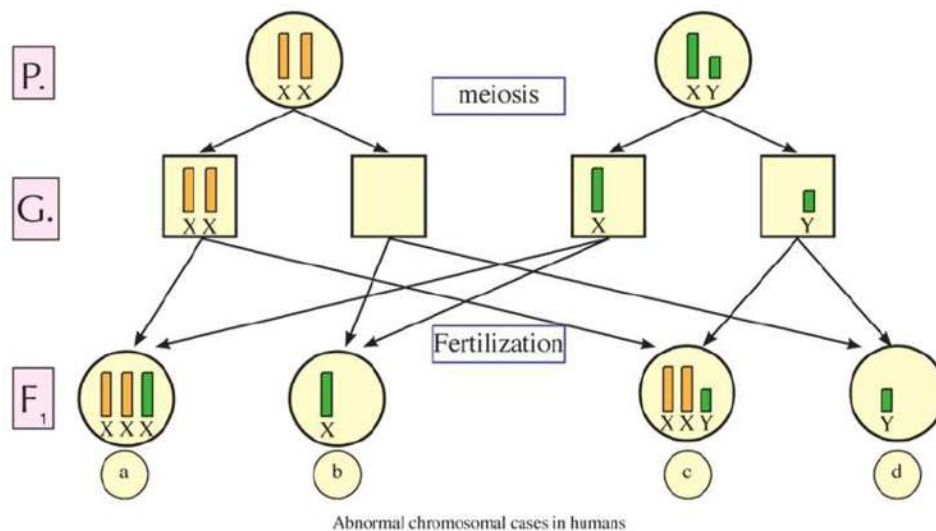 P.
X X
X Y
meiosis
G.
X X
X
Y
Fertilization
F₁
X X X
X
X X Y
Y
a
b
c
d
Abnormal chromosomal cases in humans